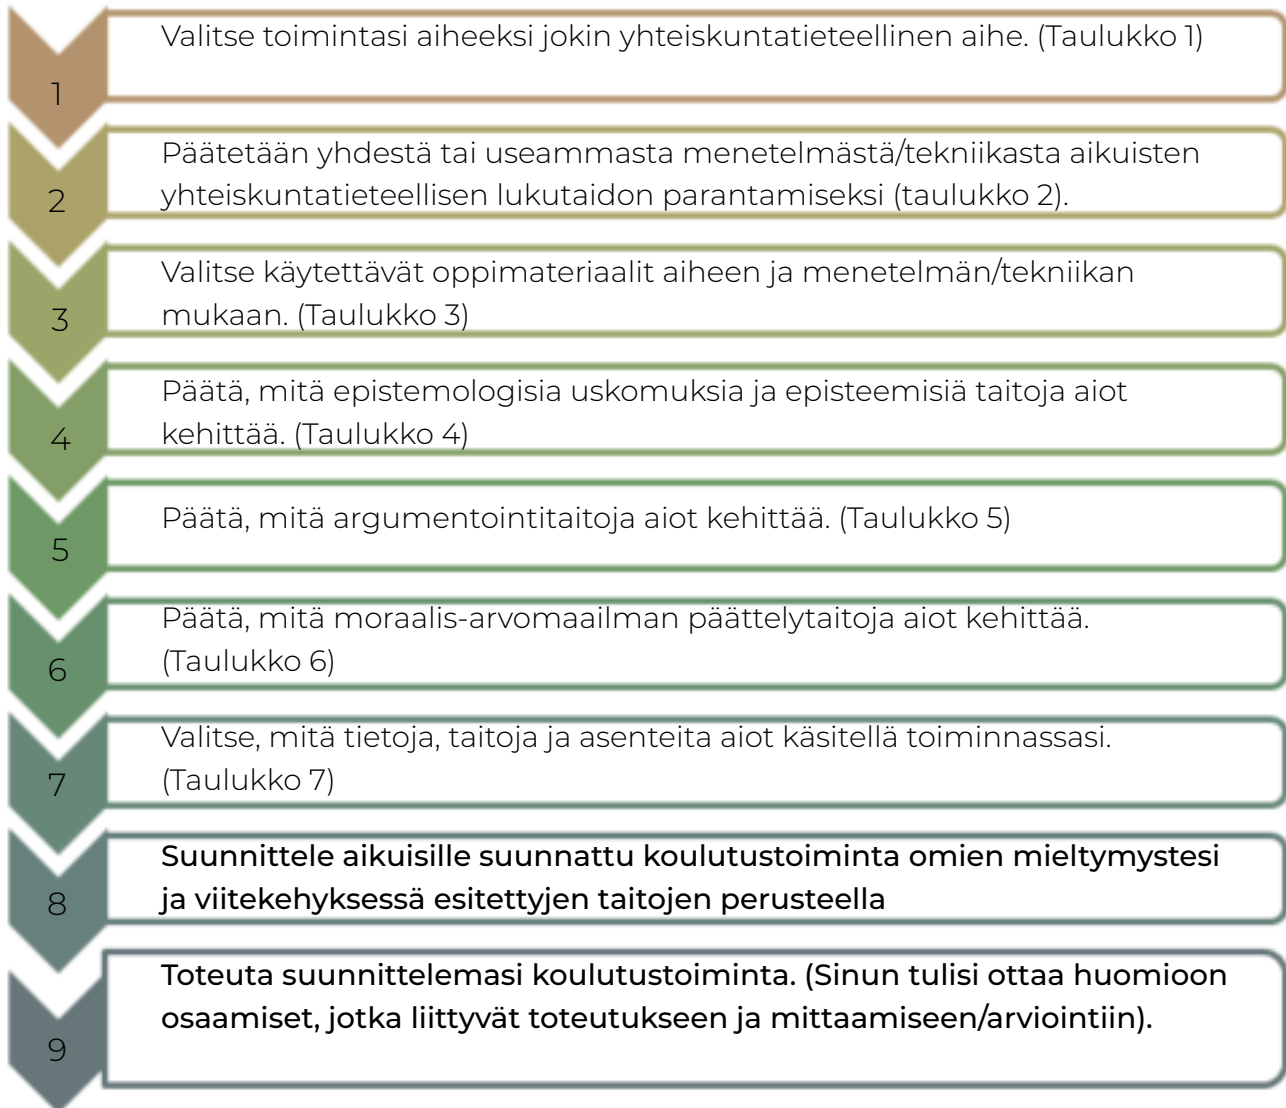 Valitse toimintasi aiheeksi jokin yhteiskuntatieteellinen aihe. (Taulukko 1)
1
Päätetään yhdestä tai useammasta menetelmästä/tekniikasta aikuisten
yhteiskuntatieteellisen lukutaidon parantamiseksi (taulukko 2).
2
Valitse käytettävät oppimateriaalit aiheen ja menetelmän/tekniikan
mukaan. (Taulukko 3)
3
Päätä, mitä epistemologisia uskomuksia ja episteemisiä taitoja aiot
kehittää. (Taulukko 4)
4
Päätä, mitä argumentointitaitoja aiot kehittää. (Taulukko 5)
5
Päätä, mitä moraalis-arvomaailman päättelytaitoja aiot kehittää.
(Taulukko 6)
6
Valitse, mitä tietoja, taitoja ja asenteita aiot käsitellä toiminnassasi.
(Taulukko 7)
7
Suunnittele aikuisille suunnattu koulutustoiminta omien mieltymystesi
ja viitekehyksessä esitettyjen taitojen perusteella
8
Toteuta suunnittelemasi koulutustoiminta. (Sinun tulisi ottaa huomioon
osaamiset, jotka liittyvät toteutukseen ja mittaamiseen/arviointiin).
9